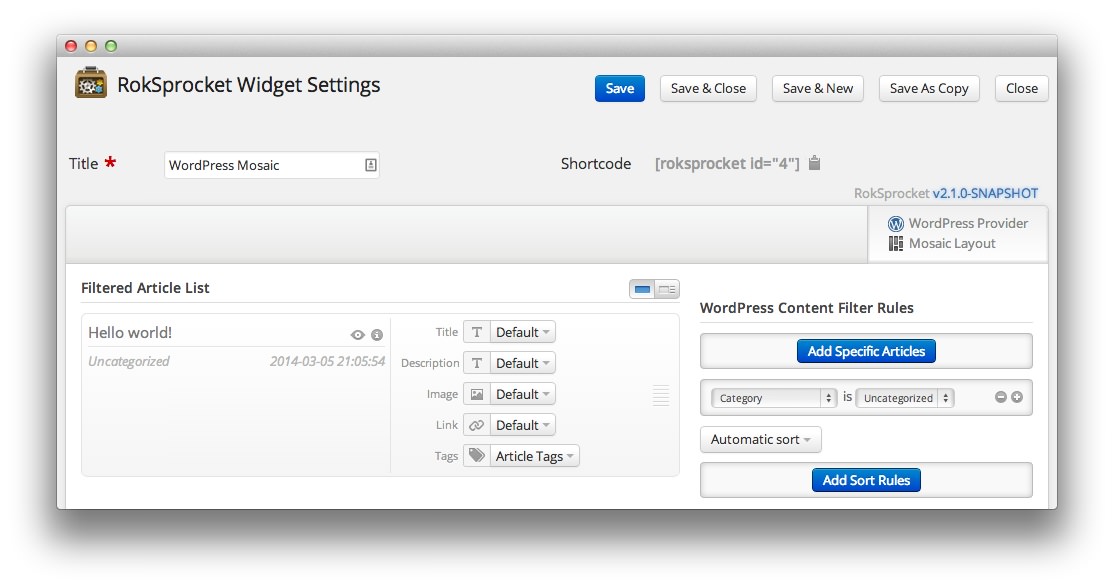 RokSprocket Widget Settings
Save
Save & Close
Save & New
Save As Copy
Close
Title *
WordPress Mosaic
Shortcode
[roksprocket id="4"]
RokSprocket v2.1.0-SNAPSHOT
WordPress Provider
Mosaic Layout
Filtered Article List
Hello world!
Uncategorized
2014-03-05 21:05:54
Title
T
Default
Description
T
Default
Image
Default
Link
Default
Tags
Article Tags
WordPress Content Filter Rules
Add Specific Articles
Category
is
Uncategorized
Automatic sort
Add Sort Rules